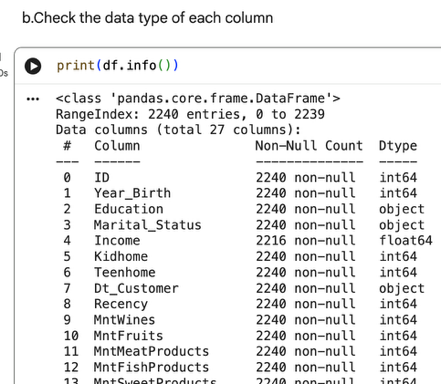 b.Check the data type of each column
0s
print(df.info())
<class 'pandas.core.frame.DataFrame'>
RangeIndex: 2240 entries, 0 to 2239
Data columns (total 27 columns):
#   Column   Non-Null Count   Dtype
---  ------  --------------  -----
0   ID   2240 non-null   int64
1   Year_Birth   2240 non-null   int64
2   Education   2240 non-null   object
3   Marital_Status   2240 non-null   object
4   Income   2216 non-null   float64
5   Kidhome   2240 non-null   int64
6   Teenhome   2240 non-null   int64
7   Dt_Customer   2240 non-null   object
8   Recency   2240 non-null   int64
9   MntWines   2240 non-null   int64
10   MntFruits   2240 non-null   int64
11   MntMeatProducts   2240 non-null   int64
12   MntFishProducts   2240 non-null   int64
13   MntSweetProducts   2240 non-null   int64